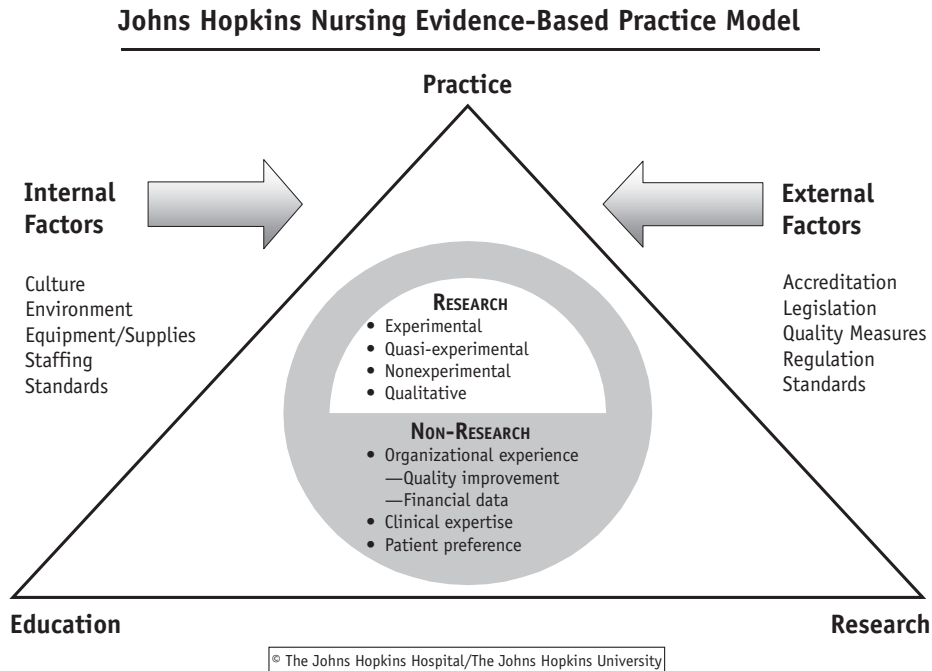 Johns Hopkins Nursing Evidence-Based Practice Model
Practice
Internal
Factors
Culture
Environment
Equipment/Supplies
Staffing
Standards
External
Factors
Accreditation
Legislation
Quality Measures
Regulation
Standards
RESEARCH
• Experimental
• Quasi-experimental
• Nonexperimental
• Qualitative
NON-RESEARCH
• Organizational experience
—Quality improvement
—Financial data
• Clinical expertise
• Patient preference
Education
Research
© The Johns Hopkins Hospital/The Johns Hopkins University